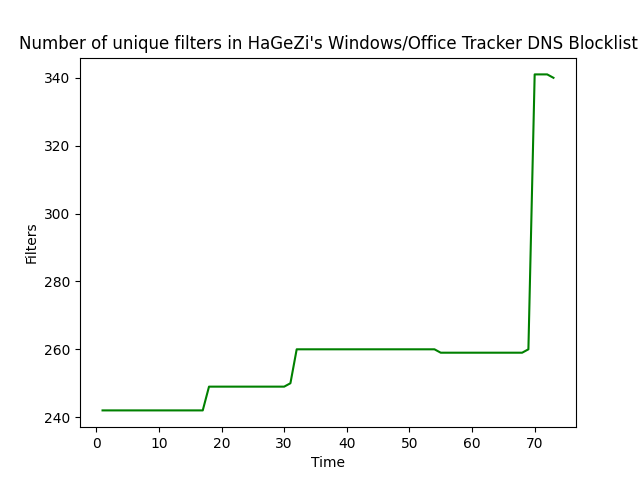 Number of unique filters in HaGeZi's Windows/Office Tracker DNS Blocklist
340
320
300
280
260
240
Filters
0 10 20 30 40 50 60 70
Time